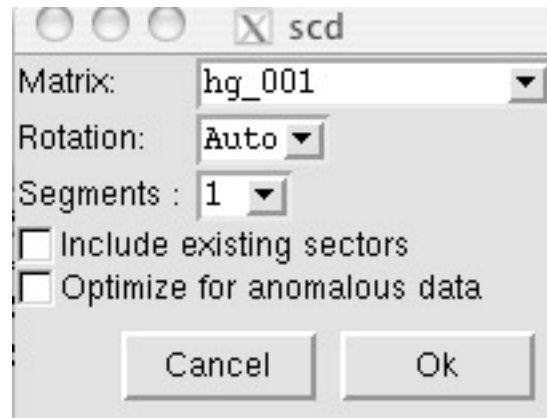 scd
Matrix: hg_001
Rotation: Auto
Segments : 1
Include existing sectors
Optimize for anomalous data
Cancel Ok